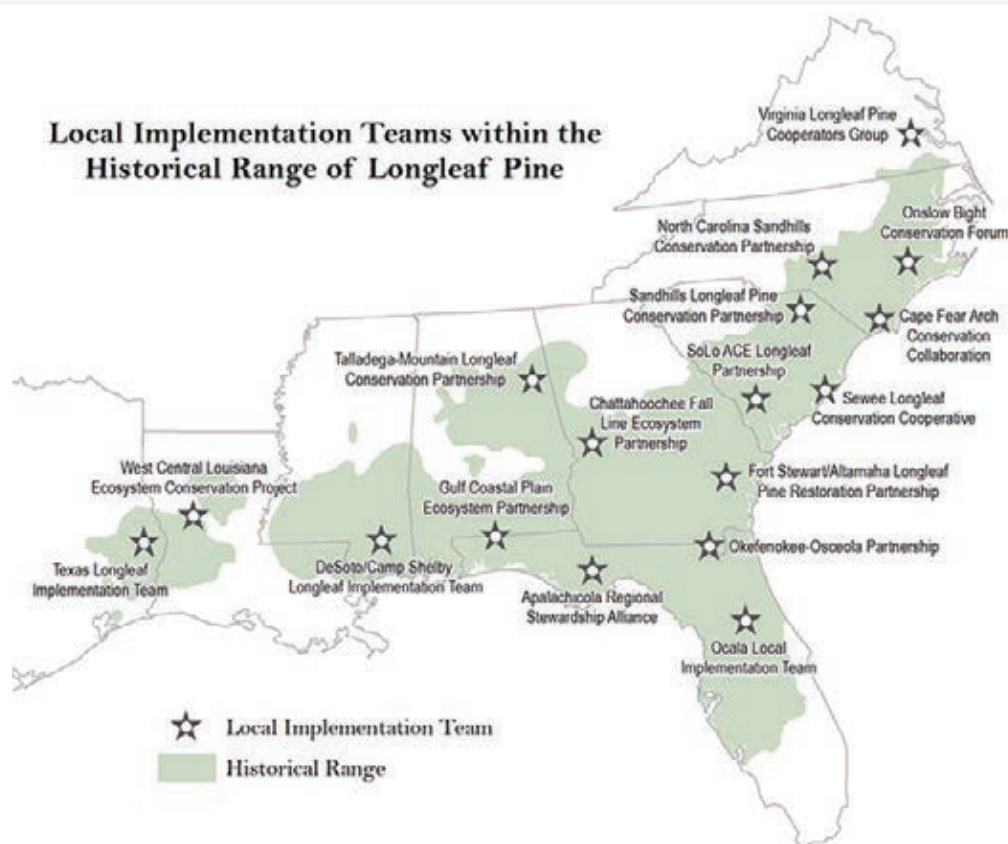 Local Implementation Teams within the
Historical Range of Longleaf Pine
Virginia Longleaf Pine
Cooperators Group
Onslow Bight
Conservation Forum
North Carolina Sandhills
Conservation Partnership
Sandhills Longleaf Pine
Conservation Partnership
Cape Fear Arch
Conservation
Collaboration
SoLo ACE Longleaf
Partnership
Talladega-Mountain Longleaf
Conservation Partnership
Sewee Longleaf
Conservation Cooperative
Chattahoochee Fall
Line Ecosystem
Partnership
West Central Louisiana
Ecosystem Conservation Project
Gulf Coastal Plain
Ecosystem Partnership
Fort Stewart/Altamaha Longleaf
Pine Restoration Partnership
Okefenokee-Osceola Partnership
Texas Longleaf
Implementation Team
DeSoto/Camp Shelby
Longleaf Implementation Team
Apalachicola Regional
Stewardship Alliance
Ocala Local
Implementation Team
Local Implementation Team
Historical Range